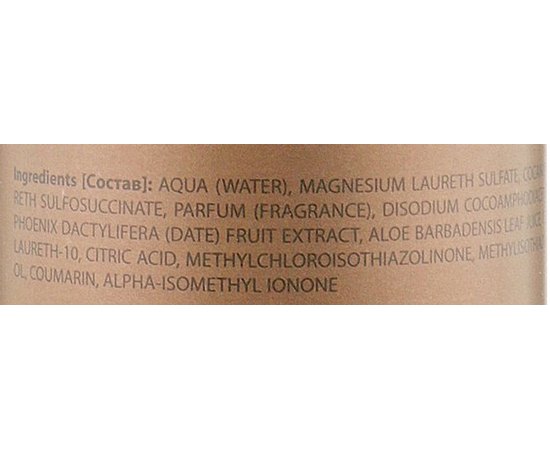 Ingredients [Состав]: AQUA (WATER), MAGNESIUM LAURETH SULFATE,
RETH SULFOSUCCINATE, PARFUM (FRAGRANCE), DISODIUM
PHOENIX DACTYLIFERA (DATE) FRUIT EXTRACT, ALOE BARBADENSIS LEAF
LAURETH-10, CITRIC ACID, METHYLCHLOROISOTHIAZOLINONE,
OL, COUMARIN, ALPHA-ISOMETHYL IONONE